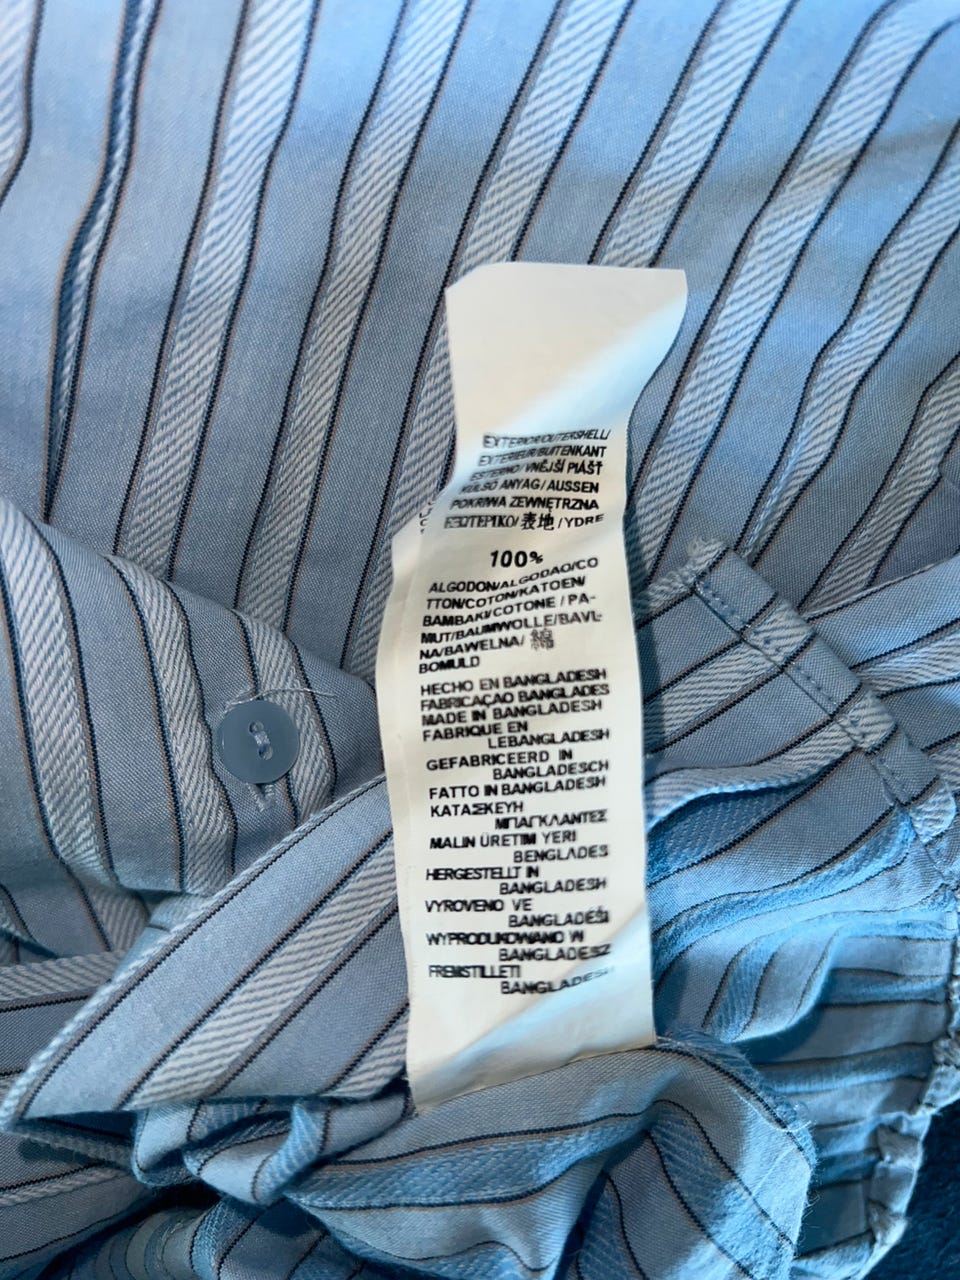 EXTERIOR/OUTERSHELL/
EXTERIEUR/BUITENKANT
ESTERNO/VNĚJŠÍ PLÁŠŤ
KÜLSŐ ANYAG/AUSSEN
POKRIWA ZEWNĘTRZNA
ΕΞΩΤΕΡΙΚΟ/表地/YDRE
100%
ALGODON/ALGODAO/CO
TTON/COTON/KATOEN/
BAMBAKI/COTONE/PA-
MUT/BAUMWOLLE/BAVL-
NA/BAWELNA/綿
BOMULD
HECHO EN BANGLADESH
FABRICAÇAO BANGLADES
MADE IN BANGLADESH
FABRIQUE EN
LEBANGLADESH
GEFABRICEERD IN
BANGLADESCH
FATTO IN BANGLADESH
ΚΑΤΑΣΚΕΥΗ
ΜΠΑΓΚΛΑΝΤΕΣ
MALIN ÜRETIM YERI
BENGLADES
HERGESTELLT IN
BANGLADESH
VYROVENO VE
BANGLADÉŠI
WYPRODUKOWANO W
BANGLADESZ
FREMSTILLET I
BANGLADESH